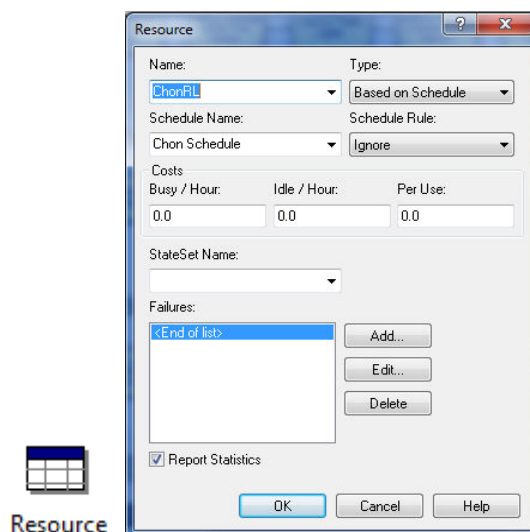 Resource
Name:
Type:
ChonRL
Based on Schedule
Schedule Name:
Schedule Rule:
Chon Schedule
Ignore
Costs
Busy / Hour:
Idle / Hour:
Per Use:
0.0
0.0
0.0
StateSet Name:
Failures:
<End of list>
Add...
Edit...
Delete
Report Statistics
OK
Cancel
Help
Resource